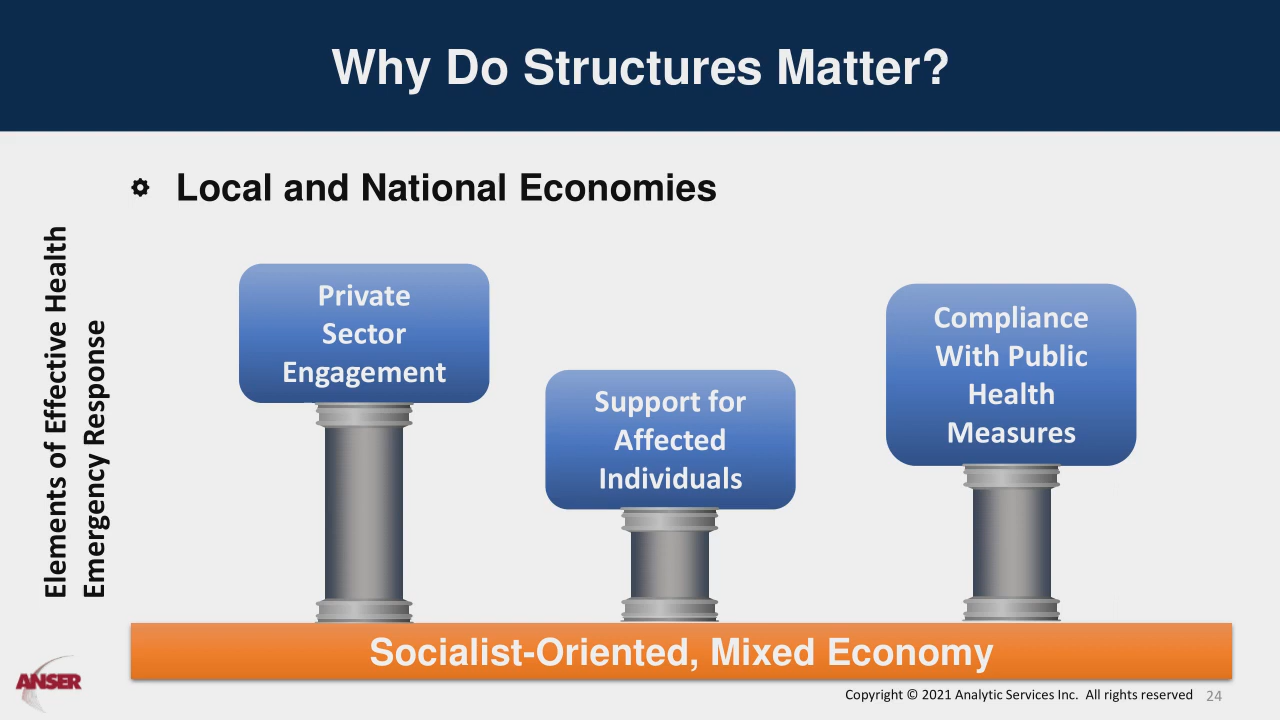 Why Do Structures Matter?
Local and National Economies
Elements of Effective Health
Emergency Response
Private
Sector
Engagement
Support for
Affected
Individuals
Compliance
With Public
Health
Measures
Socialist-Oriented, Mixed Economy
ANSER
Copyright © 2021 Analytic Services Inc. All rights reserved 24